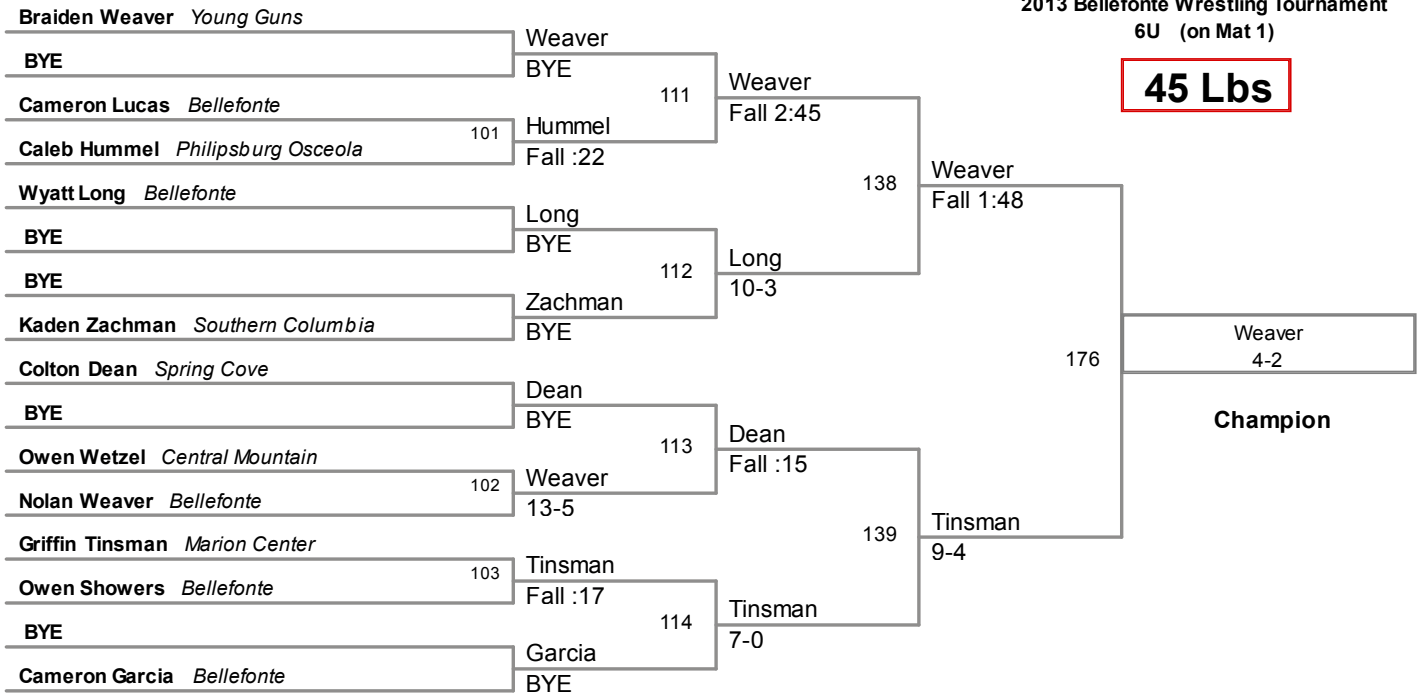 2013 Bellefonte Wrestling Tournament
6U (on Mat 1)
45 Lbs
Braiden Weaver Young Guns
BYE
Cameron Lucas Bellefonte
Caleb Hummel Philipsburg Osceola
Wyatt Long Bellefonte
BYE
BYE
Kaden Zachman Southern Columbia
Colton Dean Spring Cove
BYE
Owen Wetzel Central Mountain
Nolan Weaver Bellefonte
Griffin Tinsman Marion Center
Owen Showers Bellefonte
BYE
Cameron Garcia Bellefonte
101
102
103
Weaver
BYE
Hummel
Fall :22
Long
BYE
Zachman
BYE
Dean
BYE
Weaver
13-5
Tinsman
Fall :17
Garcia
BYE
111
112
113
114
Weaver
Fall 2:45
Long
10-3
Dean
Fall :15
Tinsman
7-0
138
139
Weaver
Fall 1:48
Tinsman
9-4
176
Weaver
4-2
Champion